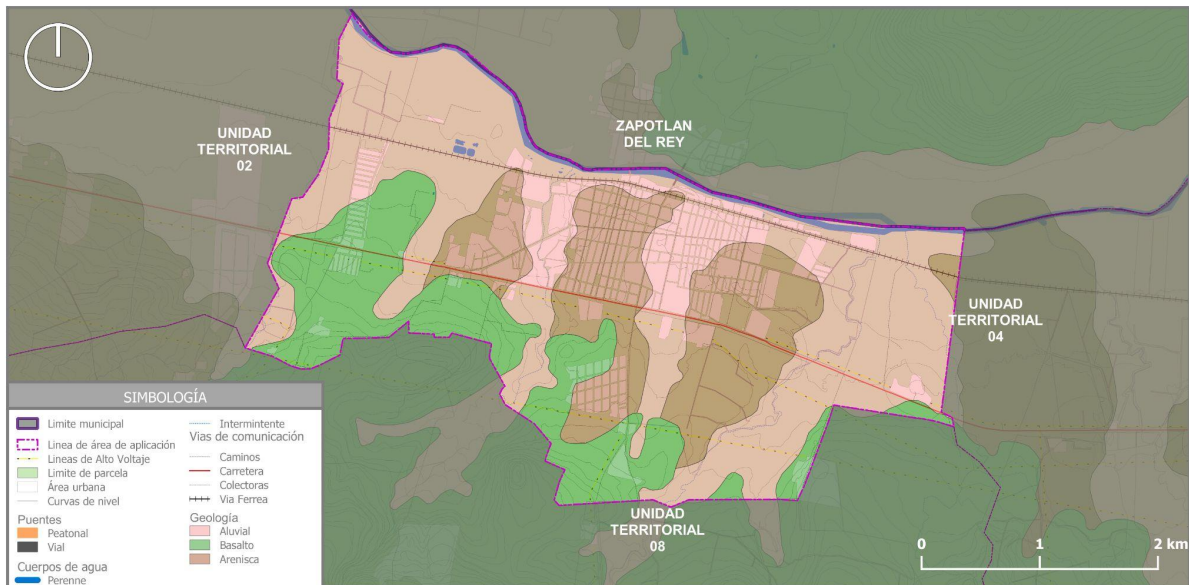 ZAPOTLAN
DEL REY
UNIDAD
TERRITORIAL
02
UNIDAD
TERRITORIAL
04
UNIDAD
TERRITORIAL
08
SIMBOLOGÍA
Limite municipal
Linea de área de aplicación
Lineas de Alto Voltaje
Limite de parcela
Área urbana
Curvas de nivel
Puentes
Peatonal
Vial
Cuerpos de agua
Perenne
Intermintente
Vias de comunicación
Caminos
Carretera
Colectoras
Via Ferrea
Geología
Aluvial
Basalto
Arenisca
0 1 2 km